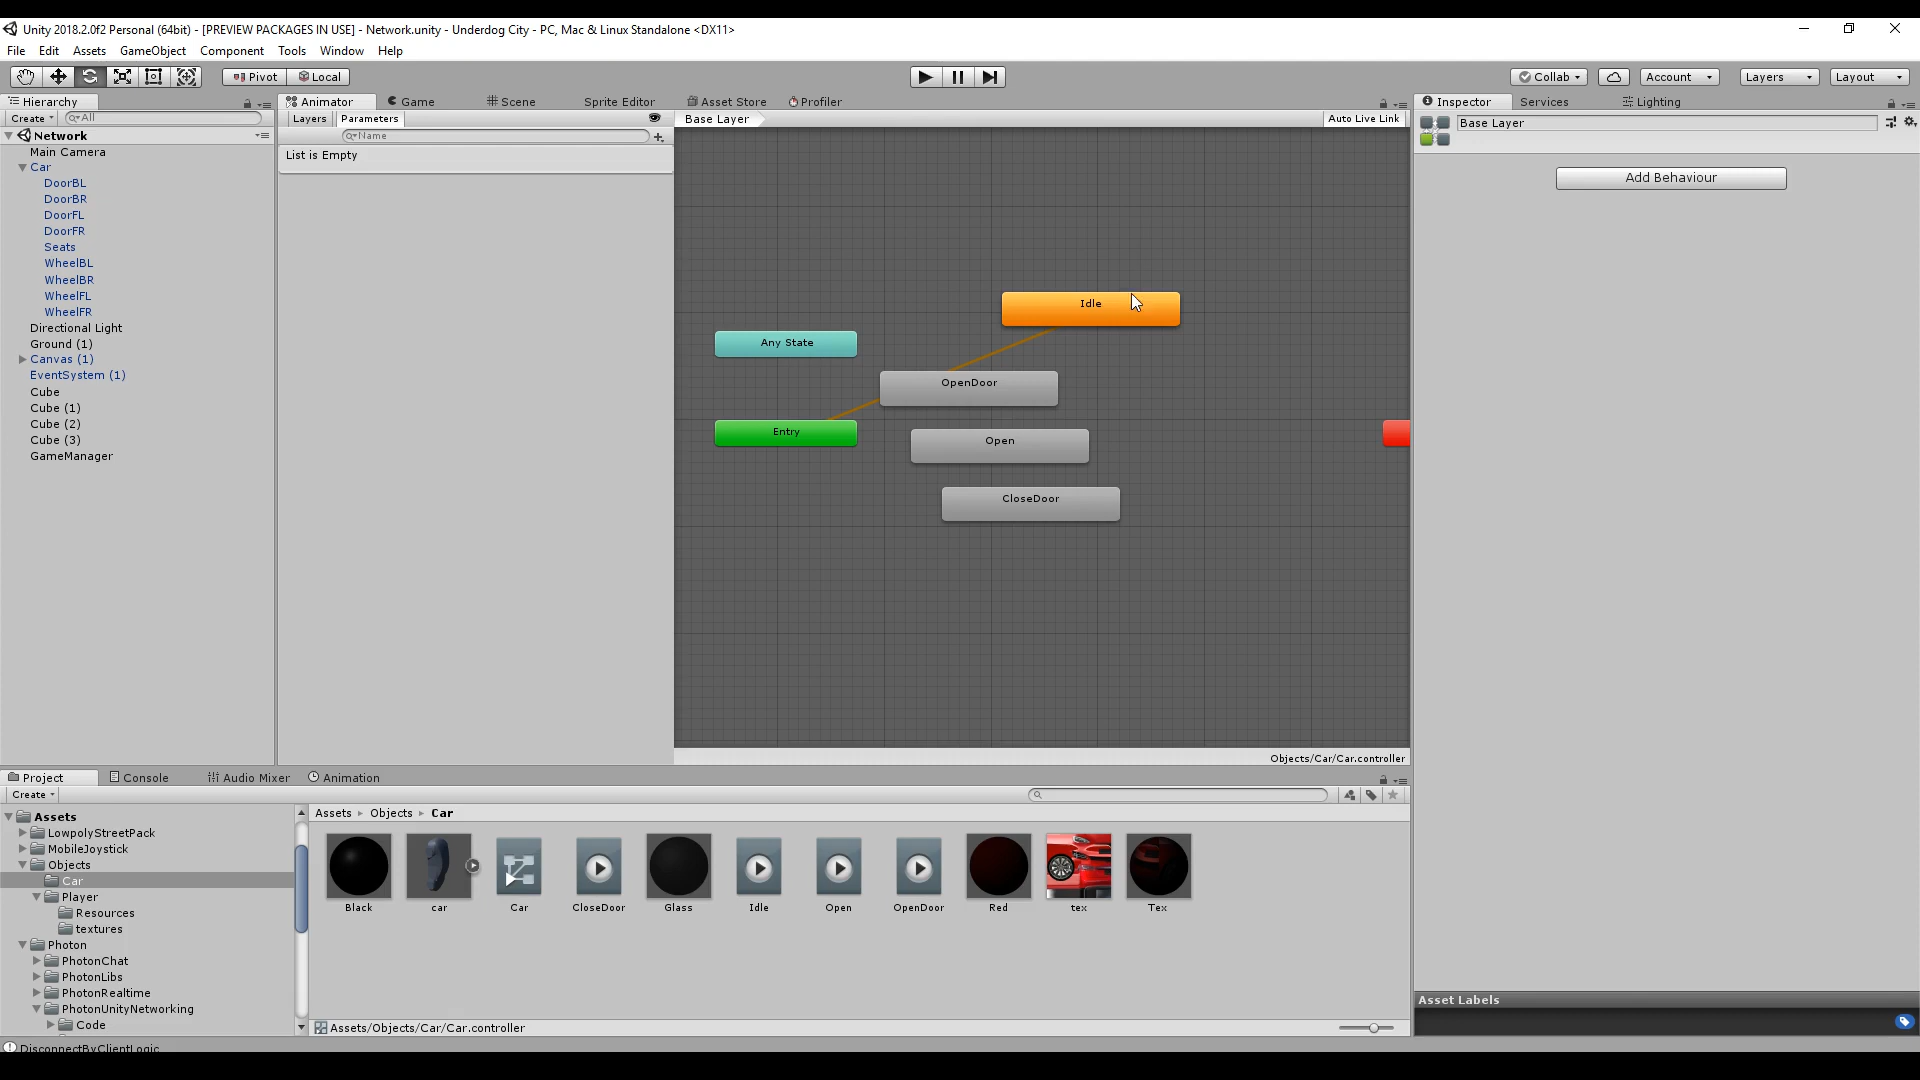 Unity 2018.2.0f2 Personal (64bit) - [PREVIEW PACKAGES IN USE] - Network.unity - Underdog City - PC, Mac & Linux Standalone <DX11>
File Edit Assets GameObject Component Tools Window Help
Pivot Local Collab Account Layers Layout
Hierarchy
Create All
Network
Main Camera
Car
DoorBL
DoorBR
DoorFL
DoorFR
Seats
WheelBL
WheelBR
WheelFL
WheelFR
Directional Light
Ground (1)
Canvas (1)
EventSystem (1)
Cube
Cube (1)
Cube (2)
Cube (3)
GameManager
Animator Game Scene Sprite Editor Asset Store Profiler
Layers Parameters
Name
List is Empty
Base Layer Auto Live Link
Idle
Any State
OpenDoor
Entry
Open
CloseDoor
Objects/Car/Car.controller
Inspector Services Lighting
Base Layer
Add Behaviour
Asset Labels
Project Console Audio Mixer Animation
Create
Assets
LowpolyStreetPack
MobileJoystick
Objects
Car
Player
Resources
textures
Photon
PhotonChat
PhotonLibs
PhotonRealtime
PhotonUnityNetworking
Code
Assets Objects Car
Black car Car CloseDoor Glass Idle Open OpenDoor Red tex Tex
Assets/Objects/Car/Car.controller
DisconnectByClientLogic